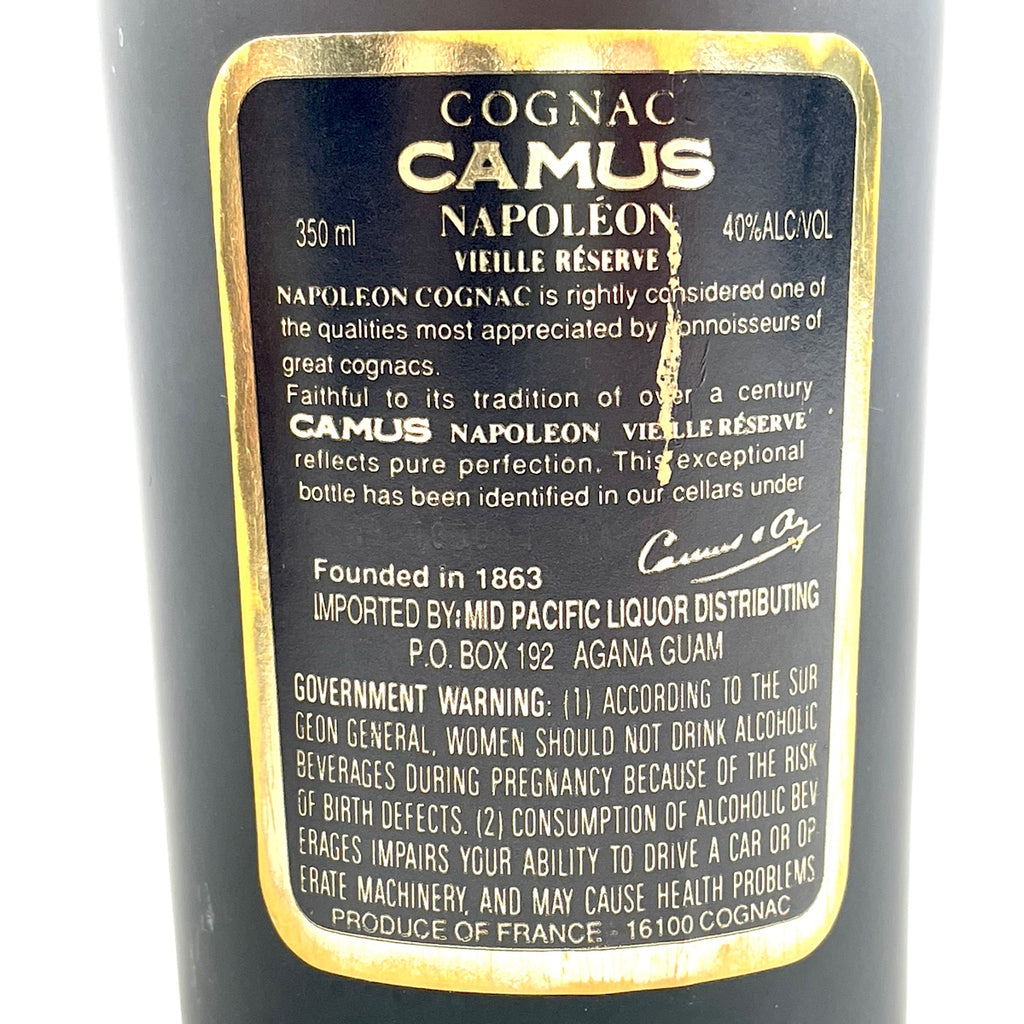 COGNAC
CAMUS
NAPOLÉON
350 ml 40%ALC/VOL
VIEILLE RÉSERVE
NAPOLEON COGNAC is rightly considered one of
the qualities most appreciated by connoisseurs of
great cognacs.
Faithful to its tradition of over a century
CAMUS NAPOLEON VIEILLE RÉSERVE
reflects pure perfection. This exceptional
bottle has been identified in our cellars under
Camus & Cy
Founded in 1863
IMPORTED BY: MID PACIFIC LIQUOR DISTRIBUTING
P.O. BOX 192 AGANA GUAM
GOVERNMENT WARNING: (1) ACCORDING TO THE SUR
GEON GENERAL, WOMEN SHOULD NOT DRINK ALCOHOLIC
BEVERAGES DURING PREGNANCY BECAUSE OF THE RISK
OF BIRTH DEFECTS. (2) CONSUMPTION OF ALCOHOLIC BEV
ERAGES IMPAIRS YOUR ABILITY TO DRIVE A CAR OR OP-
ERATE MACHINERY, AND MAY CAUSE HEALTH PROBLEMS
PRODUCE OF FRANCE - 16100 COGNAC